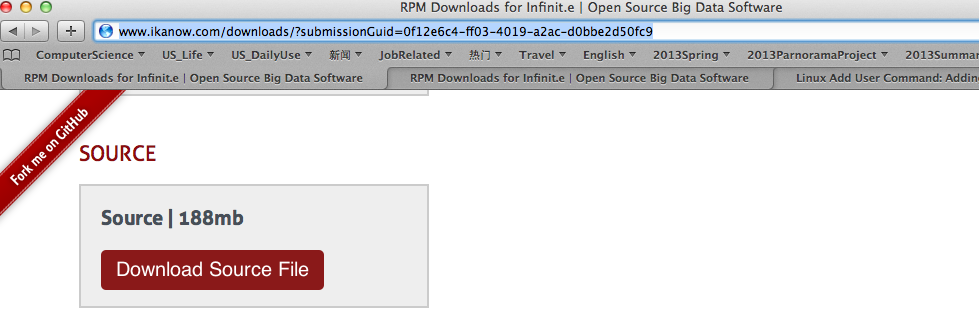 RPM Downloads for Infinit.e | Open Source Big Data Software
www.ikanow.com/downloads/?submissionGuid=0f12e6c4-ff03-4019-a2ac-d0bbe2d50fc9
ComputerScience US_Life US_DailyUse 新闻 JobRelated 热门 Travel English 2013Spring 2013ParnoramaProject 2013Summar
RPM Downloads for Infinit.e | Open Source Big Data Software RPM Downloads for Infinit.e | Open Source Big Data Software Linux Add User Command: Adding
Fork me on GitHub
SOURCE
Source | 188mb
Download Source File